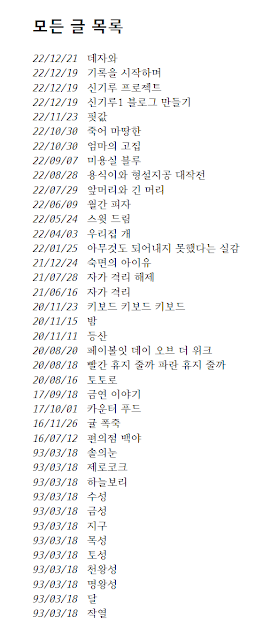 모든 글 목록
22/12/21 데자와
22/12/19 기록을 시작하며
22/12/19 신기루 프로젝트
22/12/19 신기루1 블로그 만들기
22/11/23 핏값
22/10/30 죽어 마땅한
22/10/30 엄마의 고집
22/09/07 미용실 블루
22/08/28 용식이와 형설지공 대작전
22/07/29 앞머리와 긴 머리
22/06/09 월간 피자
22/05/24 스윗 드림
22/04/03 우리집 개
22/01/25 아무것도 되어내지 못했다는 실감
21/12/24 숙면의 아이유
21/07/28 자가 격리 해제
21/06/16 자가 격리
20/11/23 키보드 키보드 키보드
20/11/15 밤
20/11/11 등산
20/08/20 페이볼잇 데이 오브 더 위크
20/08/18 빨간 휴지 줄까 파란 휴지 줄까
20/08/16 토토로
17/09/18 금연 이야기
17/10/01 카운터 푸드
16/11/26 귤 폭죽
16/07/12 편의점 백야
93/03/18 솔의눈
93/03/18 제로코크
93/03/18 하늘보리
93/03/18 수성
93/03/18 금성
93/03/18 지구
93/03/18 목성
93/03/18 토성
93/03/18 천왕성
93/03/18 명왕성
93/03/18 달
93/03/18 작열